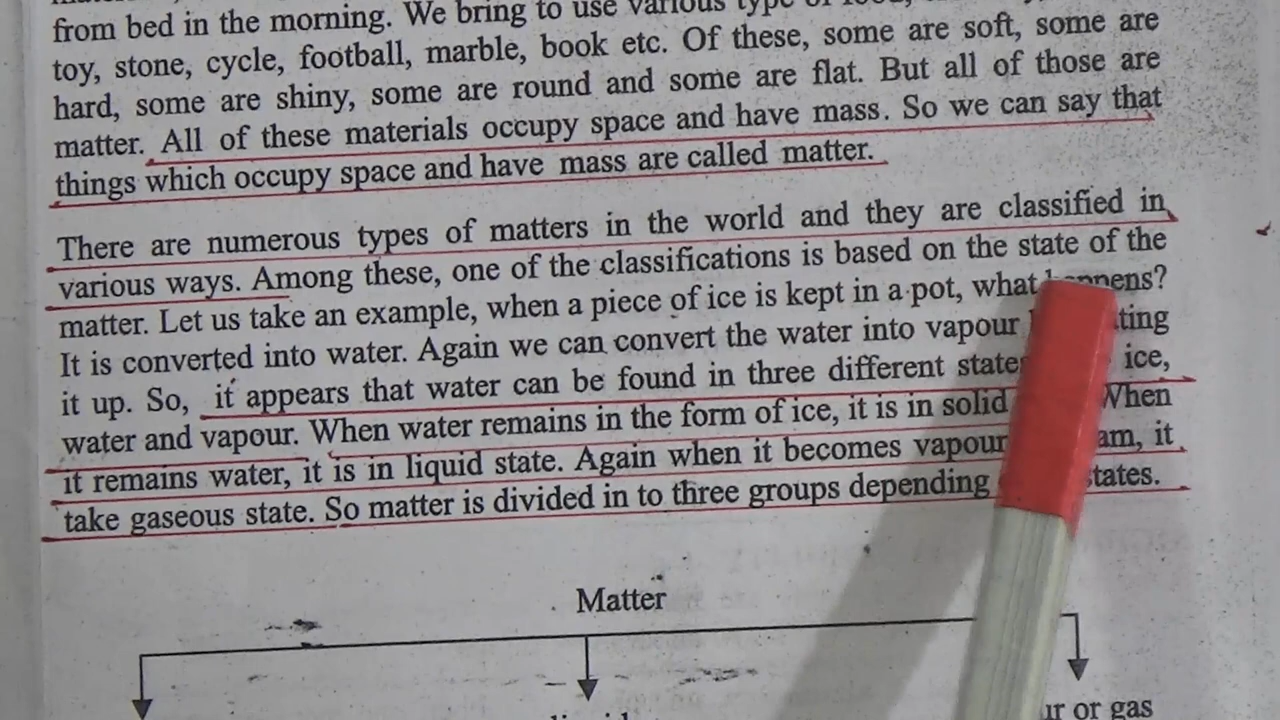 from bed in the morning. We bring to use various type of
toy, stone, cycle, football, marble, book etc. Of these, some are soft, some are
hard, some are shiny, some are round and some are flat. But all of those are
matter. All of these materials occupy space and have mass. So we can say that
things which occupy space and have mass are called matter.
There are numerous types of matters in the world and they are classified in
various ways. Among these, one of the classifications is based on the state of the
matter. Let us take an example, when a piece of ice is kept in a pot, what happens?
It is converted into water. Again we can convert the water into vapour
it up. So, it appears that water can be found in three different ice,
water and vapour. When water remains in the form of ice, it is in solid When
it remains water, it is in liquid state. Again when it becomes vapour it
take gaseous state. So matter is divided in to three groups depending states.
Matter
or gas